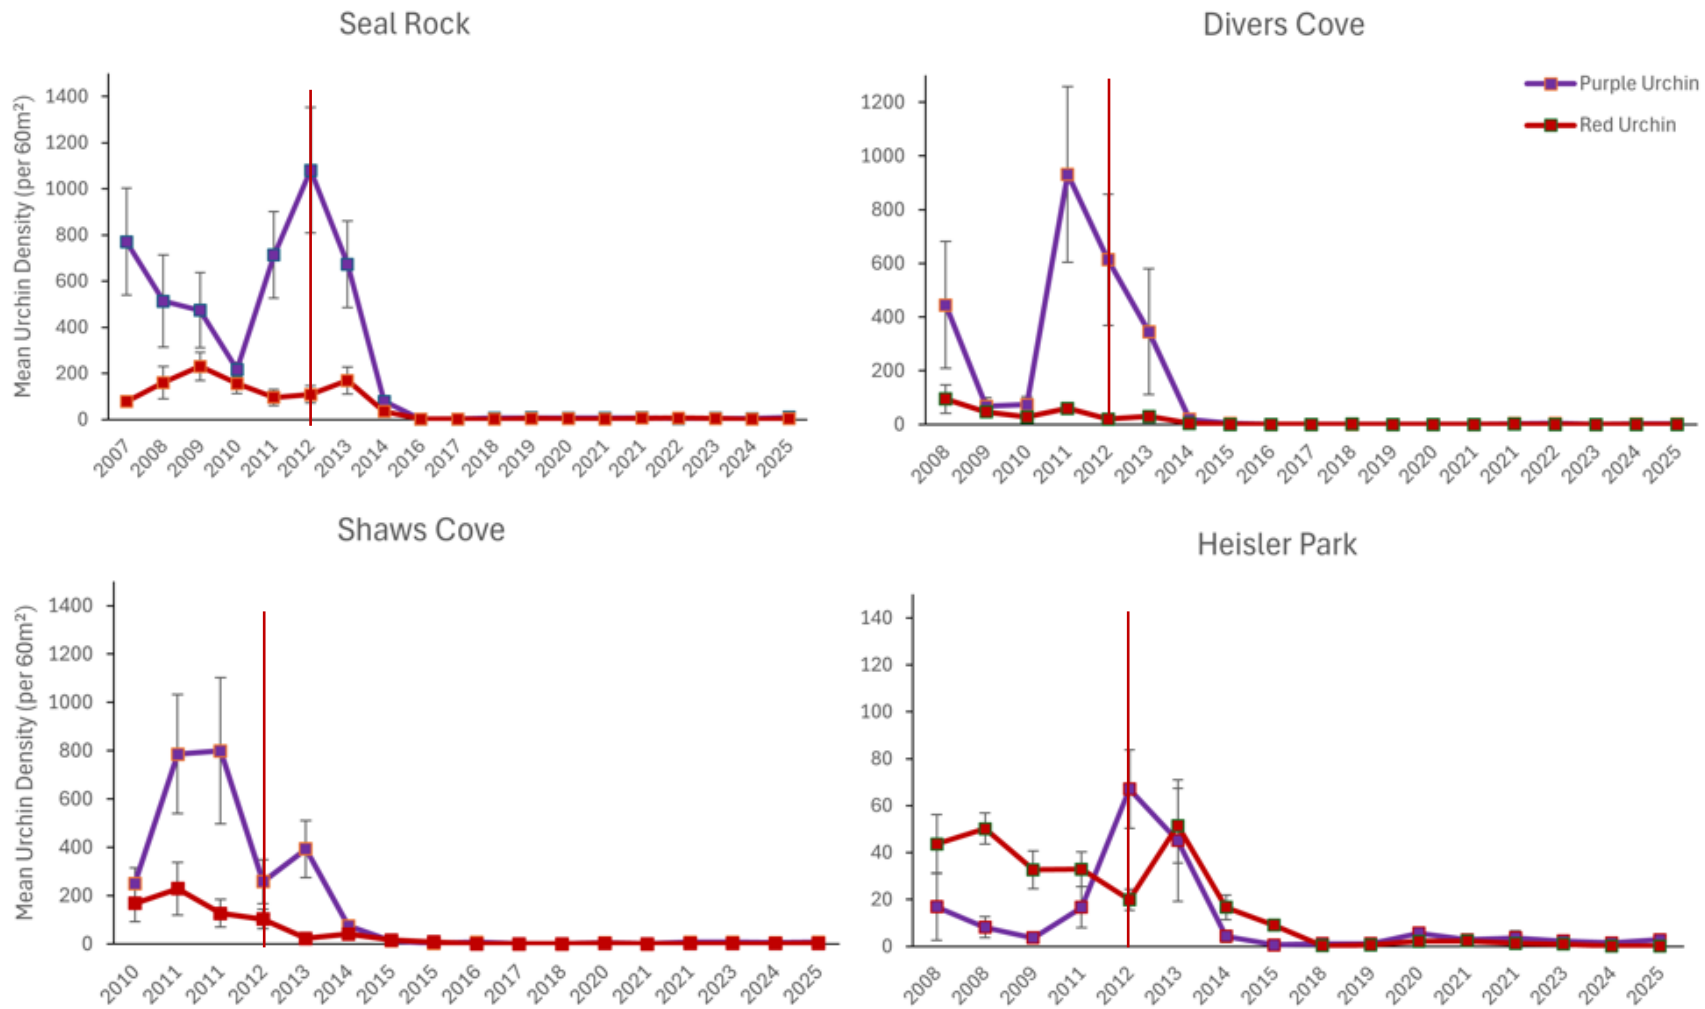 Seal Rock
Mean Urchin Density (per 60m²)
1400
1200
1000
800
600
400
200
0
2007 2008 2009 2010 2011 2012 2013 2014 2016 2017 2018 2019 2020 2021 2021 2022 2023 2024 2025
Divers Cove
Purple Urchin
Red Urchin
1200
1000
800
600
400
200
0
2008 2009 2010 2011 2012 2013 2014 2015 2016 2017 2018 2019 2020 2021 2021 2022 2023 2024 2025
Shaws Cove
Mean Urchin Density (per 60m²)
1400
1200
1000
800
600
400
200
0
2010 2011 2011 2012 2013 2014 2015 2015 2016 2017 2018 2020 2021 2021 2023 2024 2025
Heisler Park
140
120
100
80
60
40
20
0
2008 2008 2009 2011 2012 2013 2014 2015 2018 2019 2020 2021 2021 2023 2024 2025